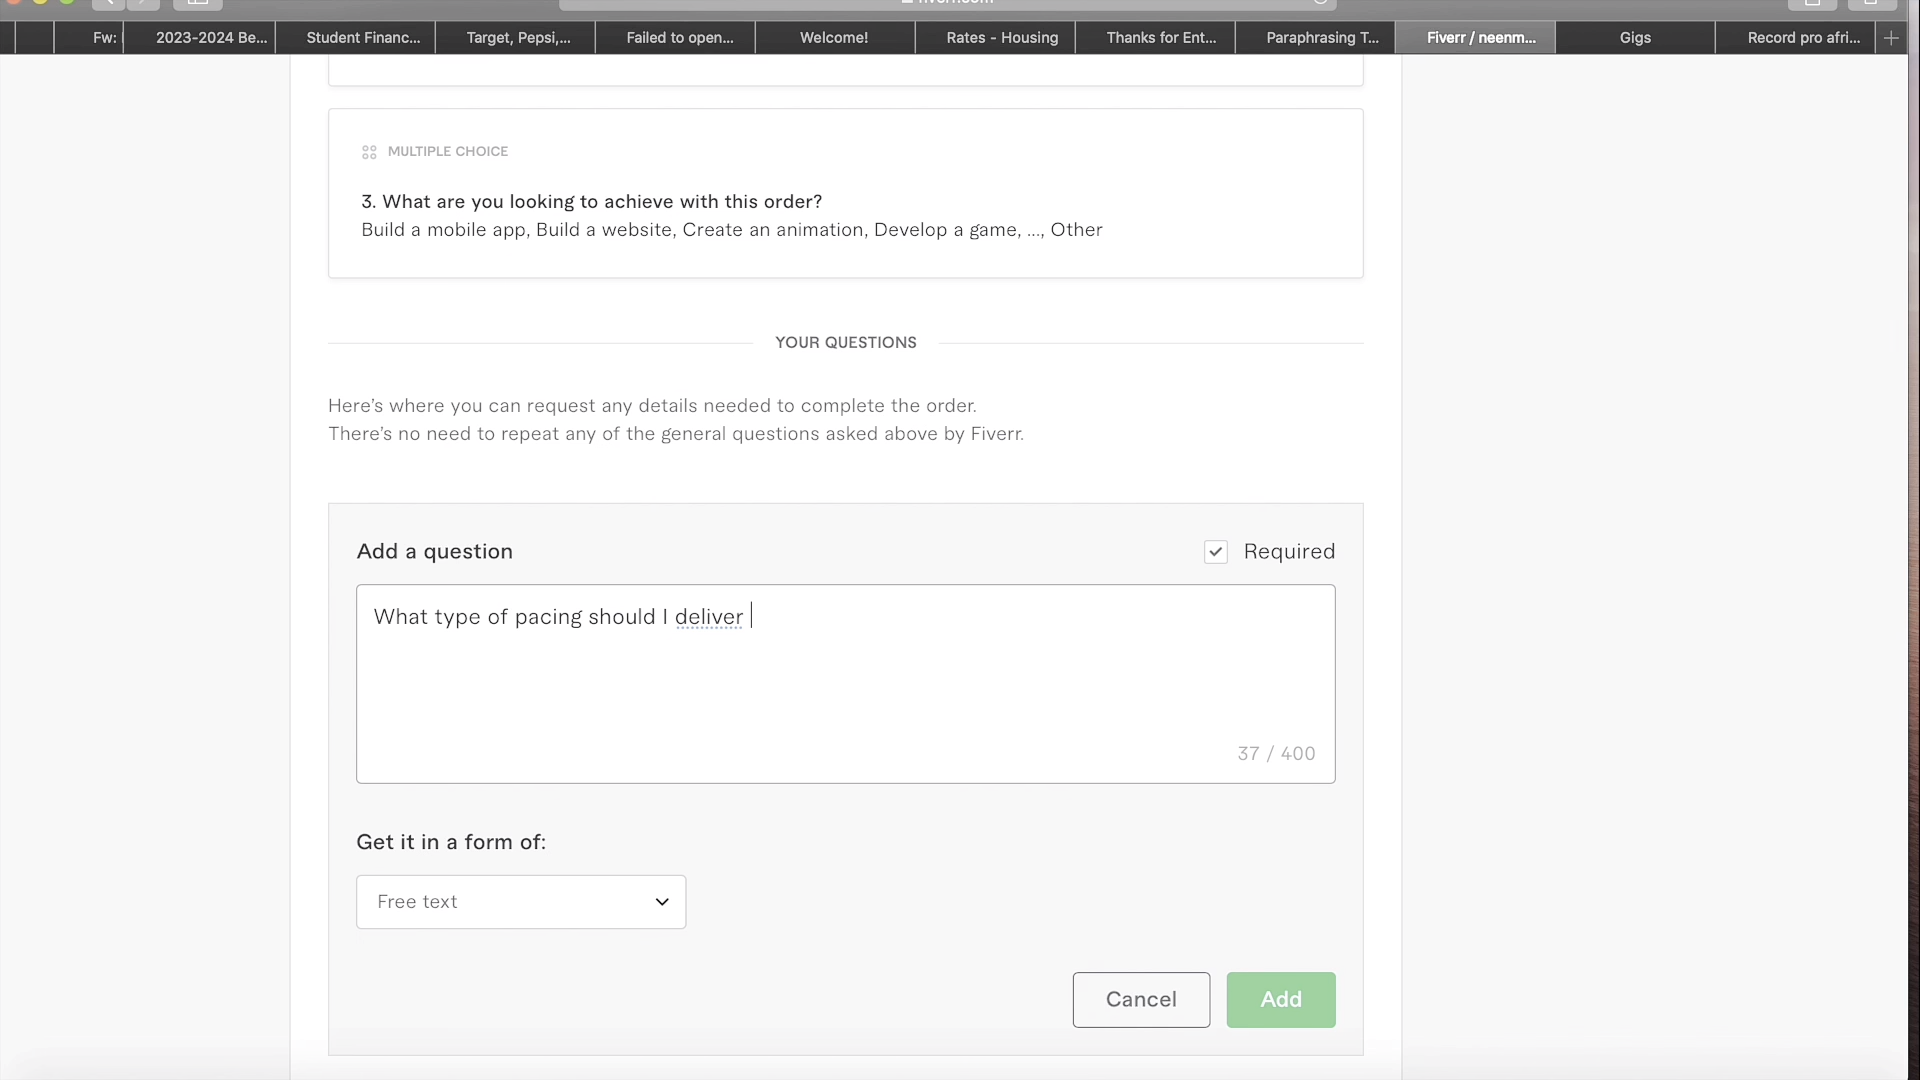 Fw:
2023-2024 Be...
Student Financ...
Target, Pepsi,...
Failed to open...
Welcome!
Rates - Housing
Thanks for Ent...
Paraphrasing T...
Fiverr / neenm...
Gigs
Record pro afri...
MULTIPLE CHOICE
3. What are you looking to achieve with this order?
Build a mobile app, Build a website, Create an animation, Develop a game, ..., Other
YOUR QUESTIONS
Here's where you can request any details needed to complete the order.
There's no need to repeat any of the general questions asked above by Fiverr.
Add a question
Required
What type of pacing should I deliver
37 / 400
Get it in a form of:
Free text
Cancel
Add